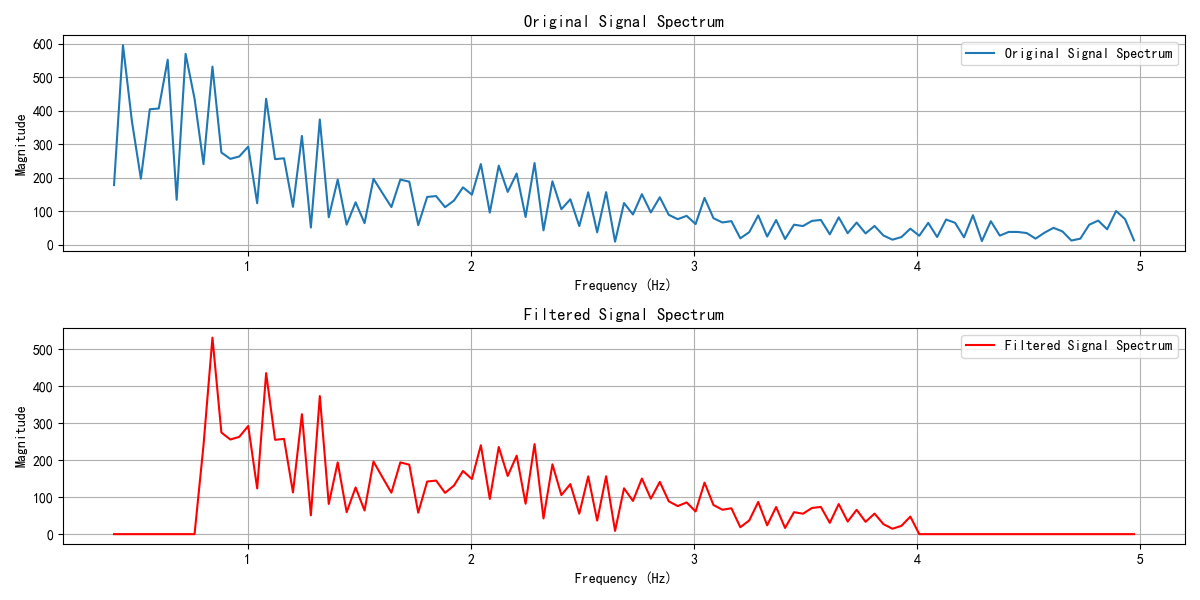 Original Signal Spectrum
Original Signal Spectrum
600
500
400
300
200
100
0
Magnitude
1 2 3 4 5
Frequency (Hz)
Filtered Signal Spectrum
Filtered Signal Spectrum
500
400
300
200
100
0
Magnitude
1 2 3 4 5
Frequency (Hz)